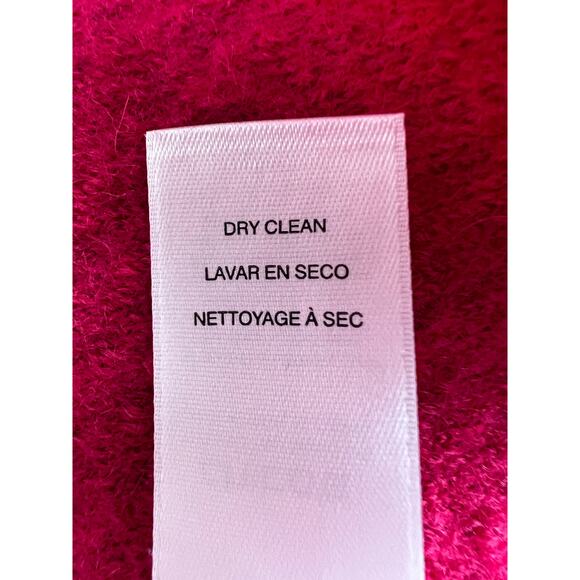 DRY CLEAN
LAVAR EN SECO
NETTOYAGE À SEC